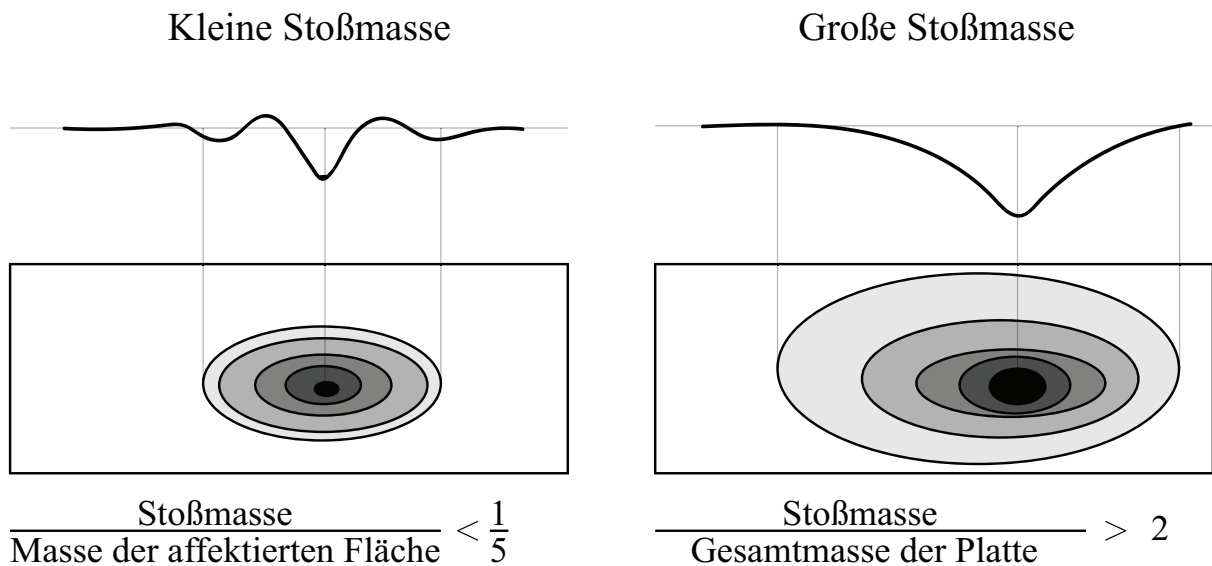 Kleine Stoßmasse
Große Stoßmasse
Stoßmasse
Masse der affektierten Fläche
< 1
5
Stoßmasse
Gesamtmasse der Platte
> 2